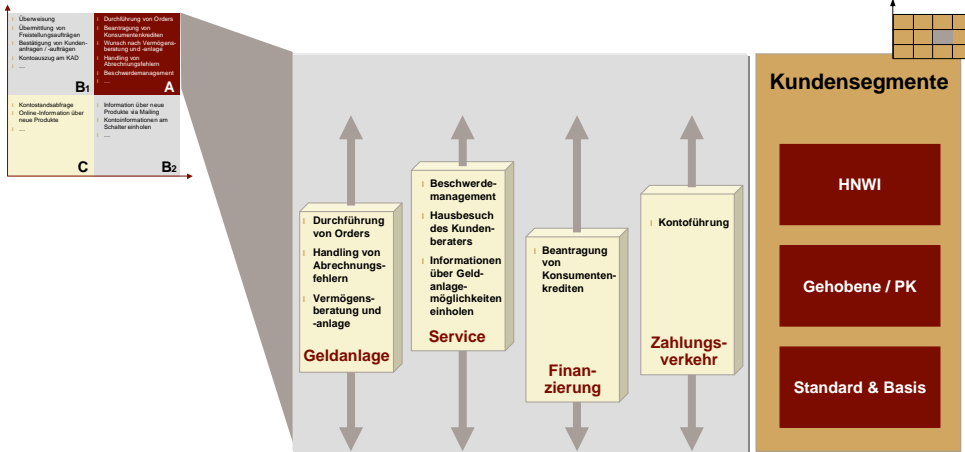 Überweisung
Übermittlung von
Freistellungsaufträgen
Bestätigung von Kunden-
anfragen / -aufträgen
Kontoauszug am KAD
...
B1
Durchführung von Orders
Beantragung von
Konsumentenkrediten
Wunsch nach Vermögens-
beratung und -anlage
Handling von
Abrechnungsfehlern
Beschwerdemanagement
...
A
Kontostandsabfrage
Online-Information über
neue Produkte
...
C
Information über neue
Produkte via Mailing
Kontoinformationen am
Schalter einholen
...
B2
Durchführung
von Orders
Handling von
Abrechnungs-
fehlern
Vermögens-
beratung und
-anlage
Geldanlage
Beschwerde-
management
Hausbesuch
des Kunden-
beraters
Informationen
über Geld-
anlage-
möglichkeiten
einholen
Service
Beantragung
von
Konsumenten-
krediten
Finan-
zierung
Kontoführung
Zahlungs-
verkehr
Kundensegmente
HNWI
Gehobene / PK
Standard & Basis